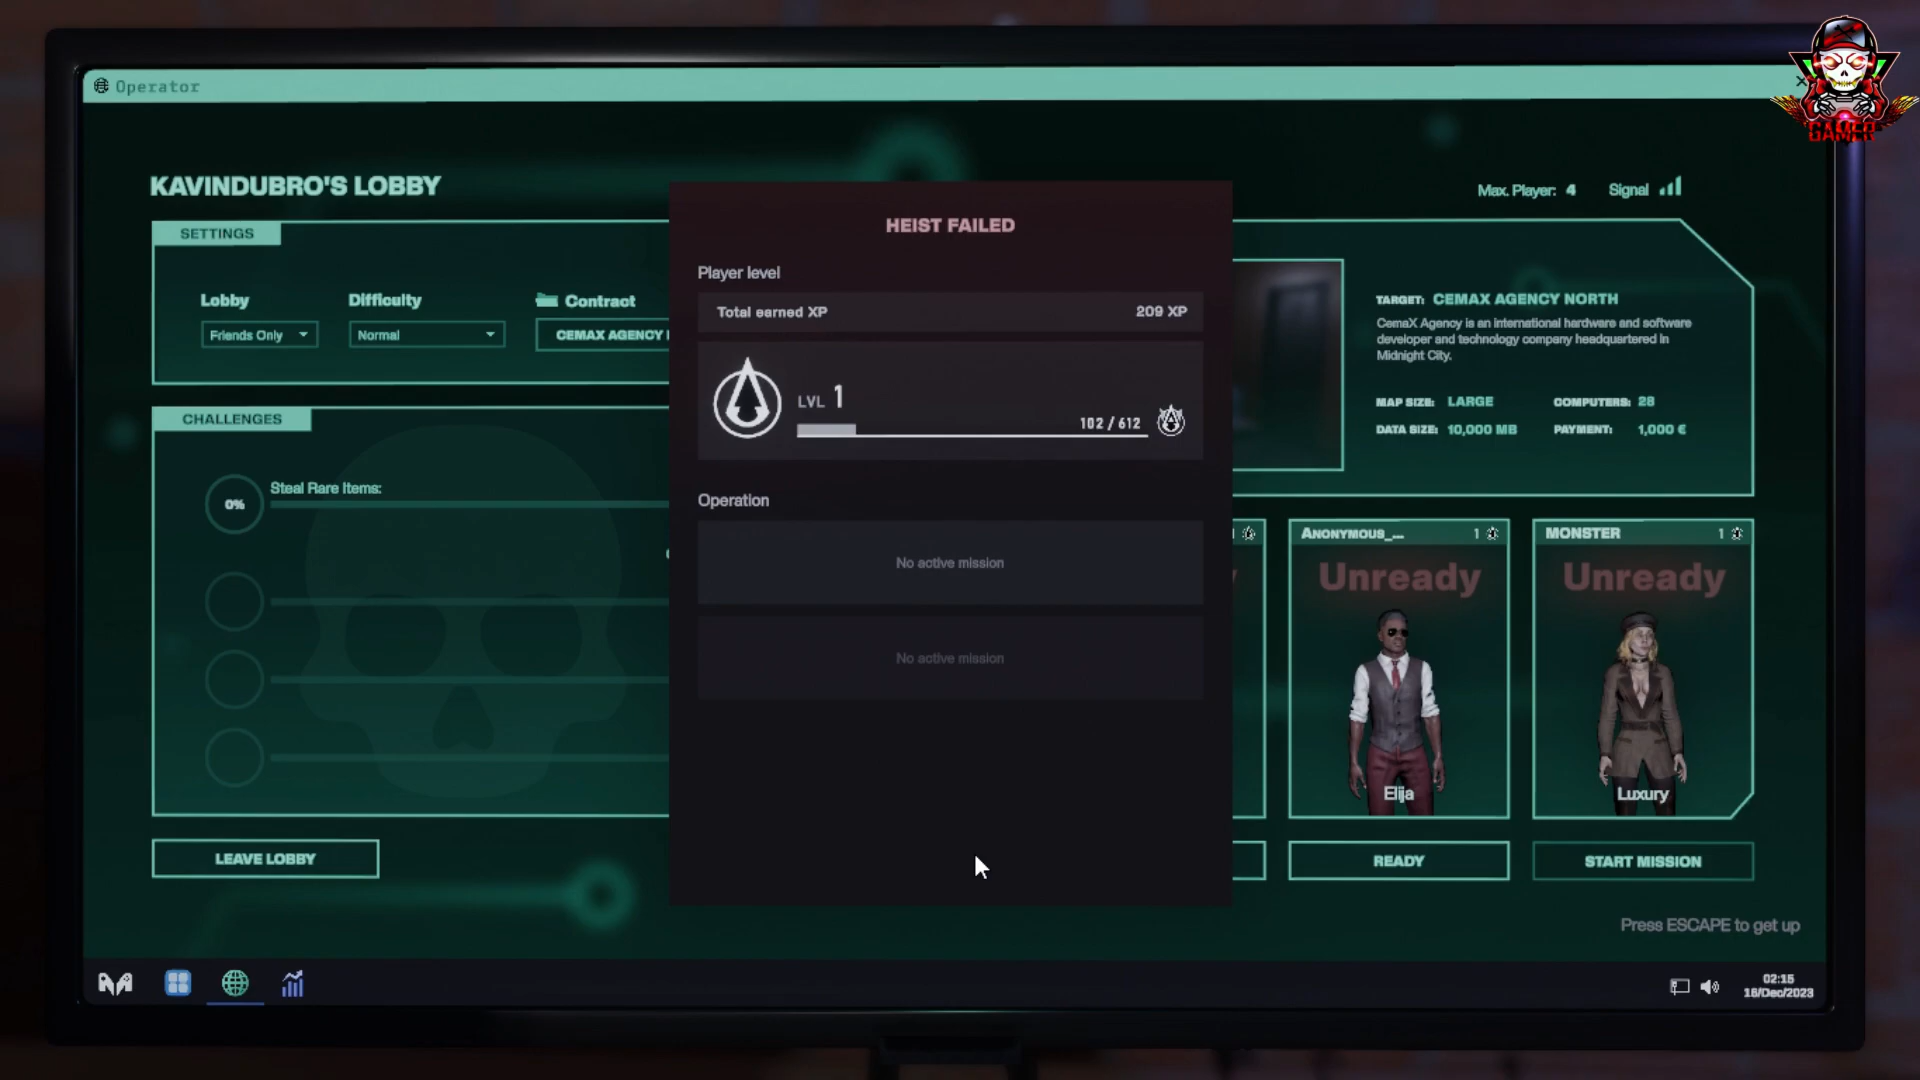 Operator
GAMER
KAVINDUBRO'S LOBBY
Max. Player: 4
Signal
SETTINGS
Lobby
Difficulty
Contract
Friends Only
Normal
CEMAX AGENCY
CHALLENGES
0%
Steal Rare Items:
HEIST FAILED
Player level
Total earned XP
209 XP
LVL 1
102 / 612
Operation
No active mission
No active mission
TARGET: CEMAX AGENCY NORTH
CemaX Agency is an international hardware and software
developer and technology company headquartered in
Midnight City.
MAP SIZE: LARGE
COMPUTERS: 28
DATA SIZE: 10,000 MB
PAYMENT: 1,000 €
ANONYMOUS_... 1
Unready
Elija
MONSTER 1
Unready
Luxury
LEAVE LOBBY
READY
START MISSION
Press ESCAPE to get up
02:15
16/Dec/2023